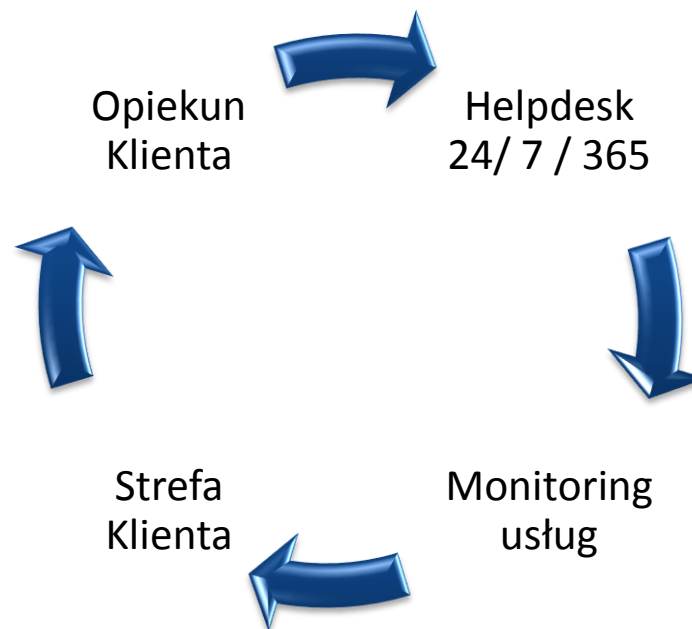 Opiekun
Klienta
Helpdesk
24/ 7 / 365
Monitoring
usług
Strefa
Klienta